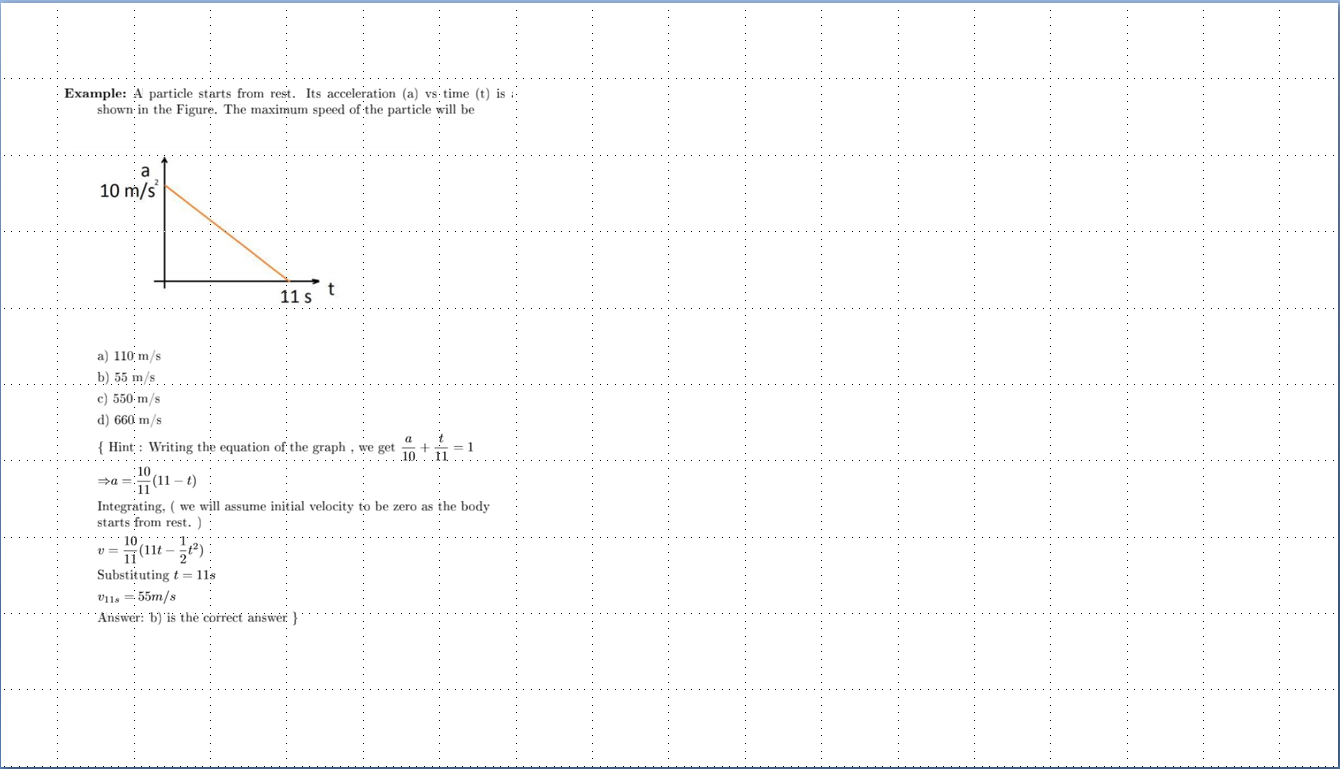 Example: A particle starts from rest. Its acceleration (a) vs time (t) is
shown in the Figure. The maximum speed of the particle will be
a
10 m/s²
11 s
t
a) 110 m/s
b) 55 m/s
c) 550 m/s
d) 660 m/s
{ Hint : Writing the equation of the graph , we get a/10 + t/11 = 1
⇒a = 10/11(11 − t)
Integrating, ( we will assume initial velocity to be zero as the body
starts from rest. )
v = 10/11(11t − 1/2t²)
Substituting t = 11s
v₁₁ₛ = 55m/s
Answer: b) is the correct answer }